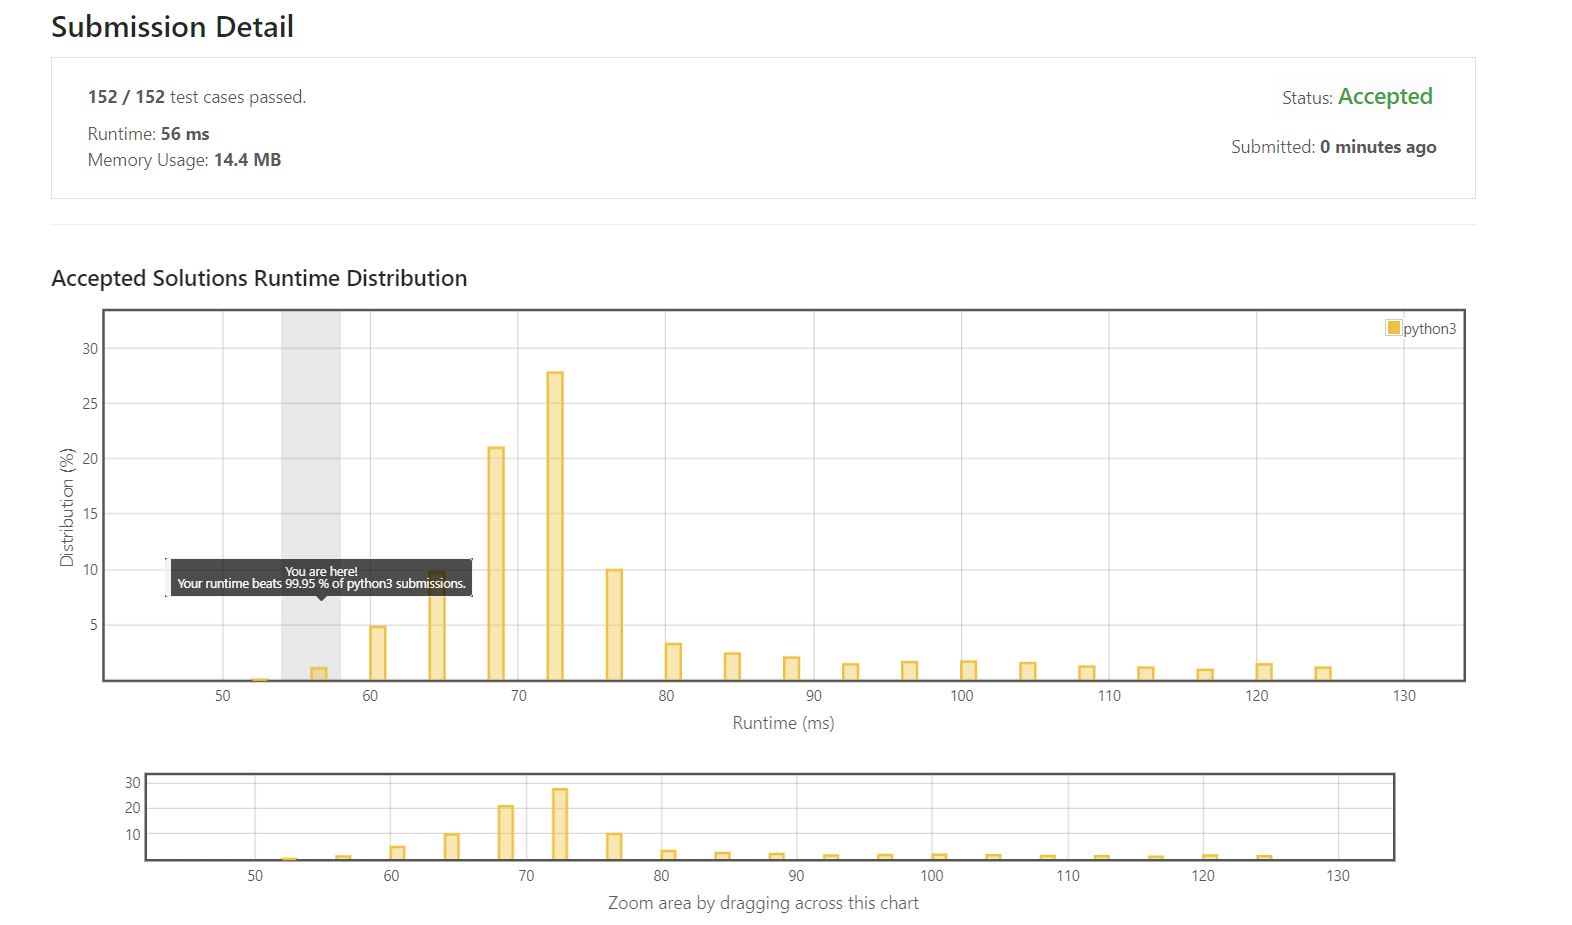 Submission Detail
152 / 152 test cases passed.
Status: Accepted
Runtime: 56 ms
Memory Usage: 14.4 MB
Submitted: 0 minutes ago
Accepted Solutions Runtime Distribution
python3
Distribution (%)
30
25
20
15
10
5
You are here!
Your runtime beats 99.95 % of python3 submissions.
50 60 70 80 90 100 110 120 130
Runtime (ms)
30
20
10
50 60 70 80 90 100 110 120 130
Zoom area by dragging across this chart